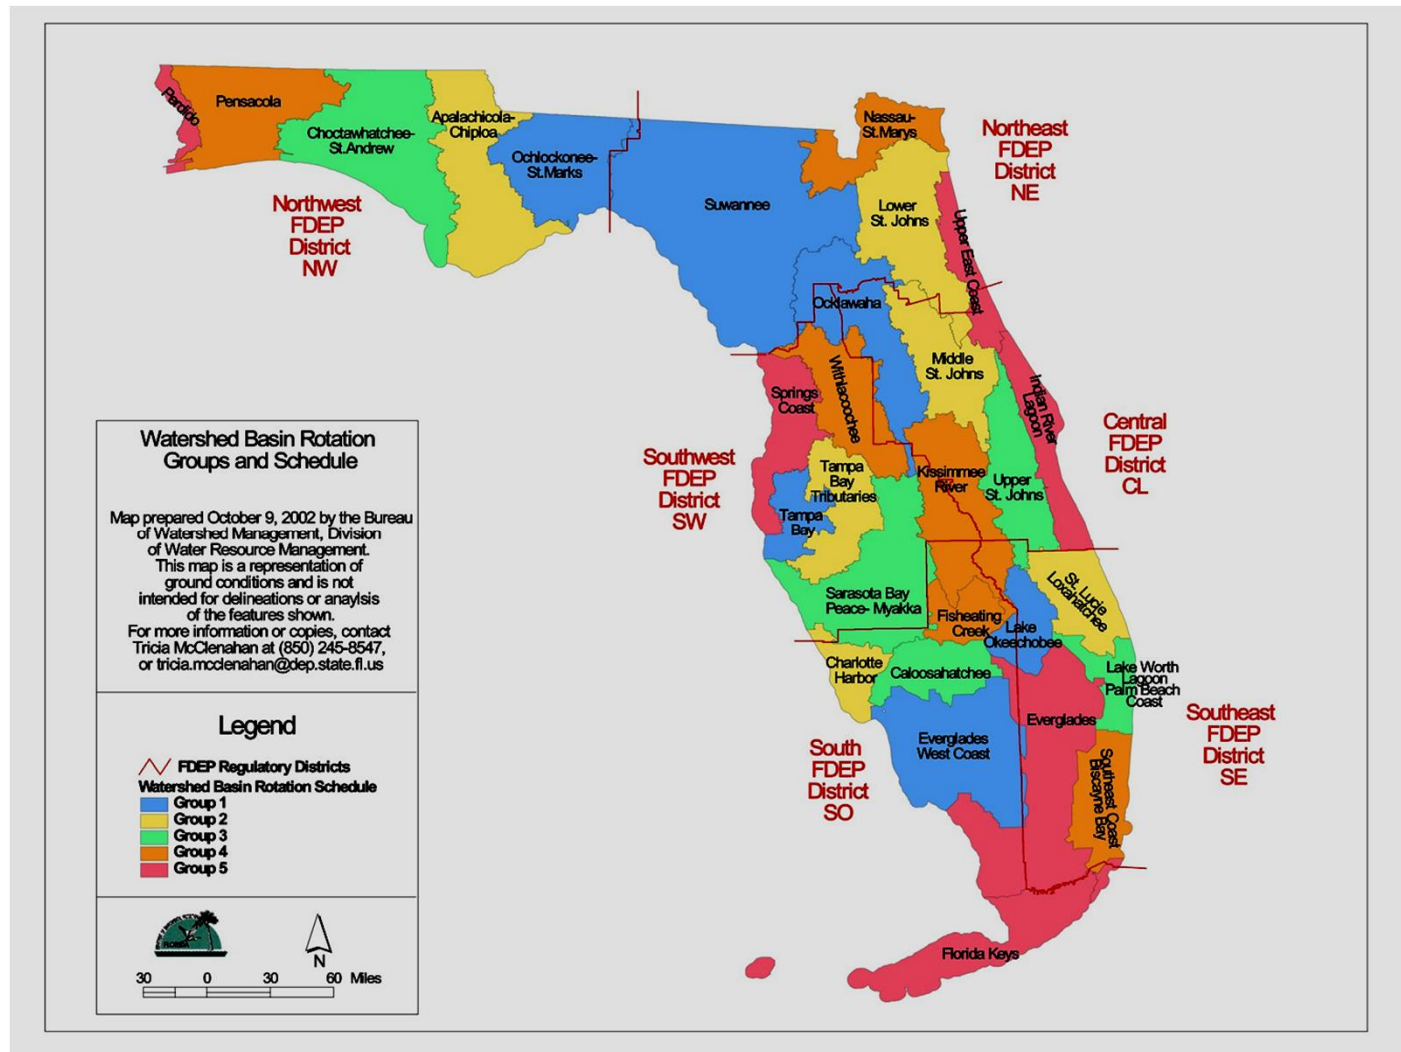 Perdido
Pensacola
Choctawhatchee-
St.Andrew
Apalachicola-
Chiploa
Ochlockonee-
St.Marks
Suwannee
Nassau-
St.Marys
Lower
St. Johns
Upper East Coast
Ocklawaha
Middle
St. Johns
Withlacoochee
Springs
Coast
Indian River
Lagoon
Tampa
Bay
Tributaries
Kissimmee
River
Upper
St. Johns
Tampa
Bay
Sarasota Bay
Peace- Myakka
Fisheating
Creek
Lake
Okeechobee
St. Lucie
Loxahatchee
Charlotte
Harbor
Caloosahatchee
Lake Worth
Lagoon
Palm Beach
Coast
Everglades
Everglades
West Coast
Southeast Coast
Biscayne Bay
Florida Keys
Northwest
FDEP
District
NW
Northeast
FDEP
District
NE
Central
FDEP
District
CL
Southwest
FDEP
District
SW
South
FDEP
District
SO
Southeast
FDEP
District
SE
Watershed Basin Rotation
Groups and Schedule
Map prepared October 9, 2002 by the Bureau
of Watershed Management, Division
of Water Resource Management.
This map is a representation of
ground conditions and is not
intended for delineations or anaylsis
of the features shown.
For more information or copies, contact
Tricia McClenahan at (850) 245-8547,
or tricia.mcclenahan@dep.state.fl.us
Legend
FDEP Regulatory Districts
Watershed Basin Rotation Schedule
Group 1
Group 2
Group 3
Group 4
Group 5
FLORIDA
N
30 0 30 60 Miles